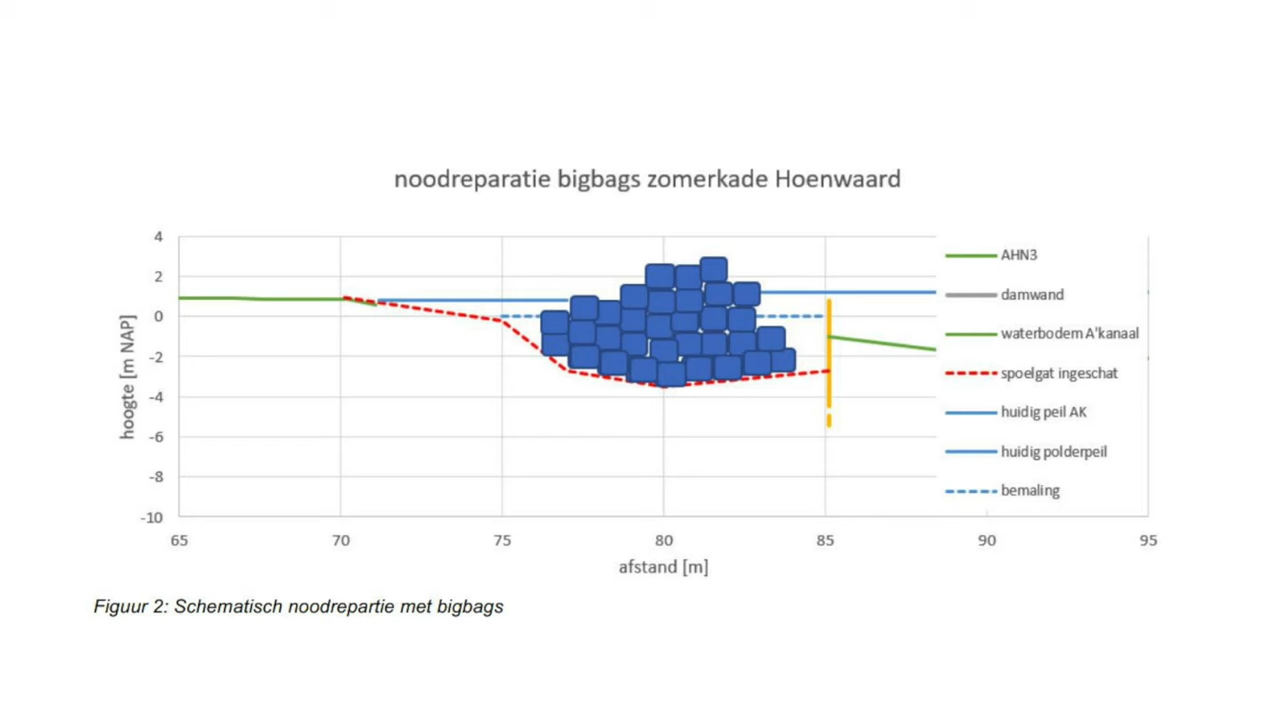 noodreparatie bigbags zomerkade Hoenwaard
4
2
0
-2
-4
-6
-8
-10
hoogte [m NAP]
65 70 75 80 85 90 95
afstand [m]
AHN3
damwand
waterbodem A'kanaal
spoelgat ingeschat
huidig peil AK
huidig polderpeil
bemaling
Figuur 2: Schematisch noodrepartie met bigbags